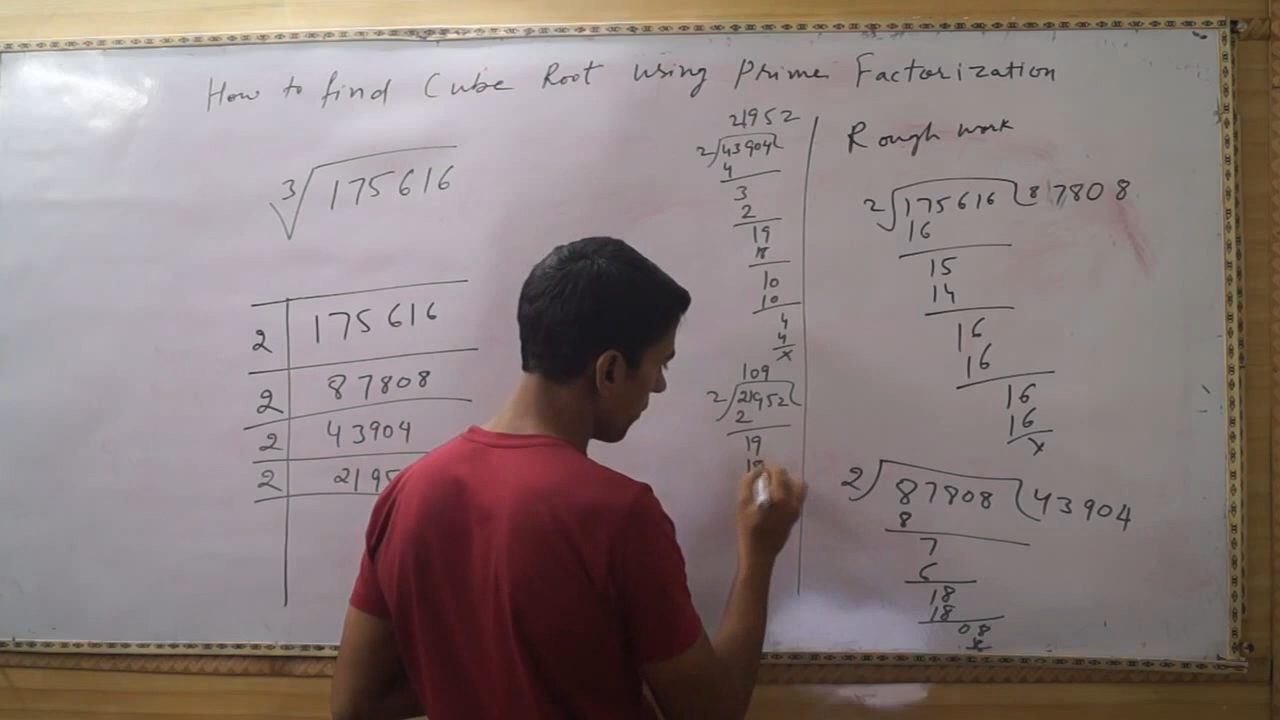 How to find Cube Root using Prime Factorization
3√175616
2 | 175616
2 | 87808
2 | 43904
2 | 2195
21952
2 43904
4
3
2
19
18
10
10
4
4
x
109
2 21952
2
19
Rough work
2 175616 87808
16
15
14
16
16
16
16
x
2 87808 43904
8
7
6
18
18
08